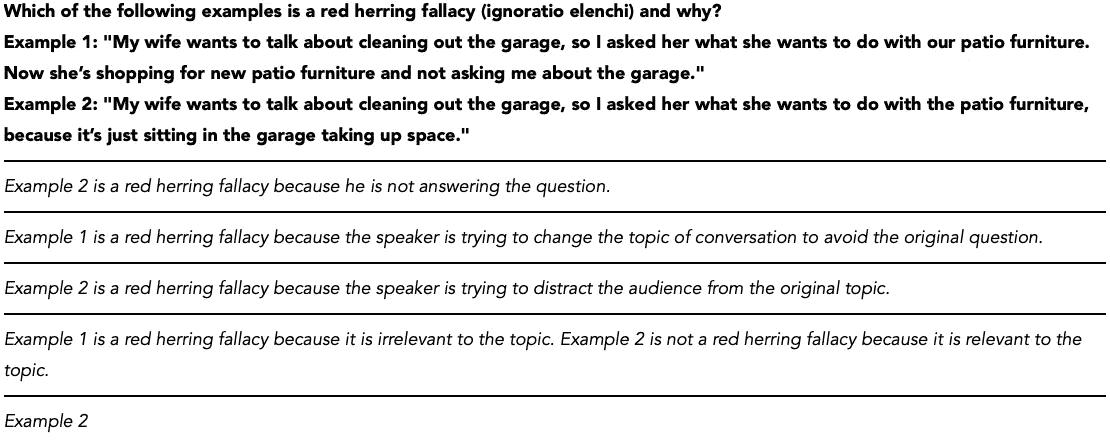 Which of the following examples is a red herring fallacy (ignoratio elenchi) and why?
Example 1: "My wife wants to talk about cleaning out the garage, so I asked her what she wants to do with our patio furniture.
Now she’s shopping for new patio furniture and not asking me about the garage."
Example 2: "My wife wants to talk about cleaning out the garage, so I asked her what she wants to do with the patio furniture,
because it’s just sitting in the garage taking up space."
Example 2 is a red herring fallacy because he is not answering the question.
Example 1 is a red herring fallacy because the speaker is trying to change the topic of conversation to avoid the original question.
Example 2 is a red herring fallacy because the speaker is trying to distract the audience from the original topic.
Example 1 is a red herring fallacy because it is irrelevant to the topic. Example 2 is not a red herring fallacy because it is relevant to the
topic.
Example 2